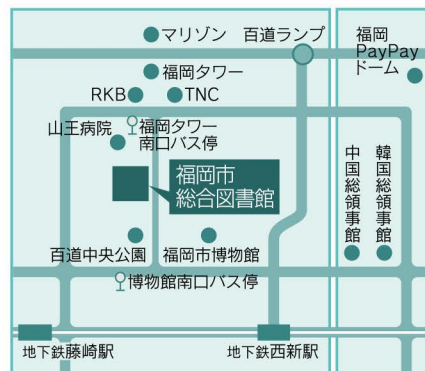 マリゾン
百道ランプ
福岡
PayPay
ドーム
福岡タワー
RKB
TNC
山王病院
福岡タワー
南口バス停
福岡市
総合図書館
中国総領事館
韓国総領事館
百道中央公園
福岡市博物館
博物館南口バス停
地下鉄藤崎駅
地下鉄西新駅